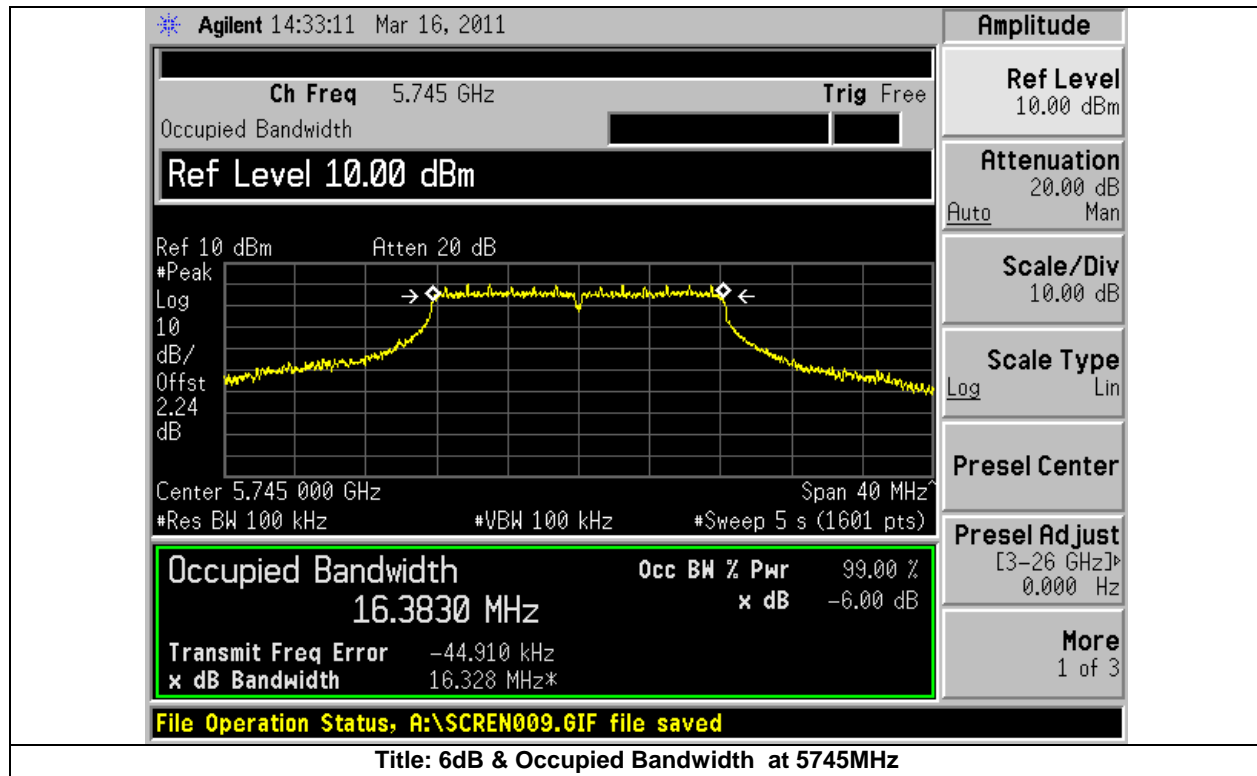 Agilent 14:33:11 Mar 16, 2011
Amplitude
Ch Freq 5.745 GHz Trig Free
Occupied Bandwidth
Ref Level 10.00 dBm
Ref 10 dBm Atten 20 dB
#Peak
Log
10
dB/
Offst
2.24
dB
Center 5.745 000 GHz Span 40 MHz^
#Res BW 100 kHz #VBW 100 kHz #Sweep 5 s (1601 pts)
Occupied Bandwidth Occ BW % Pwr 99.00 %
16.3830 MHz x dB -6.00 dB
Transmit Freq Error -44.910 kHz
x dB Bandwidth 16.328 MHz*
File Operation Status, A:\SCREN009.GIF file saved
Ref Level
10.00 dBm
Attenuation
20.00 dB
Auto Man
Scale/Div
10.00 dB
Scale Type
Log Lin
Presel Center
Presel Adjust
[3-26 GHz]▹
0.000 Hz
More
1 of 3
Title: 6dB & Occupied Bandwidth at 5745MHz